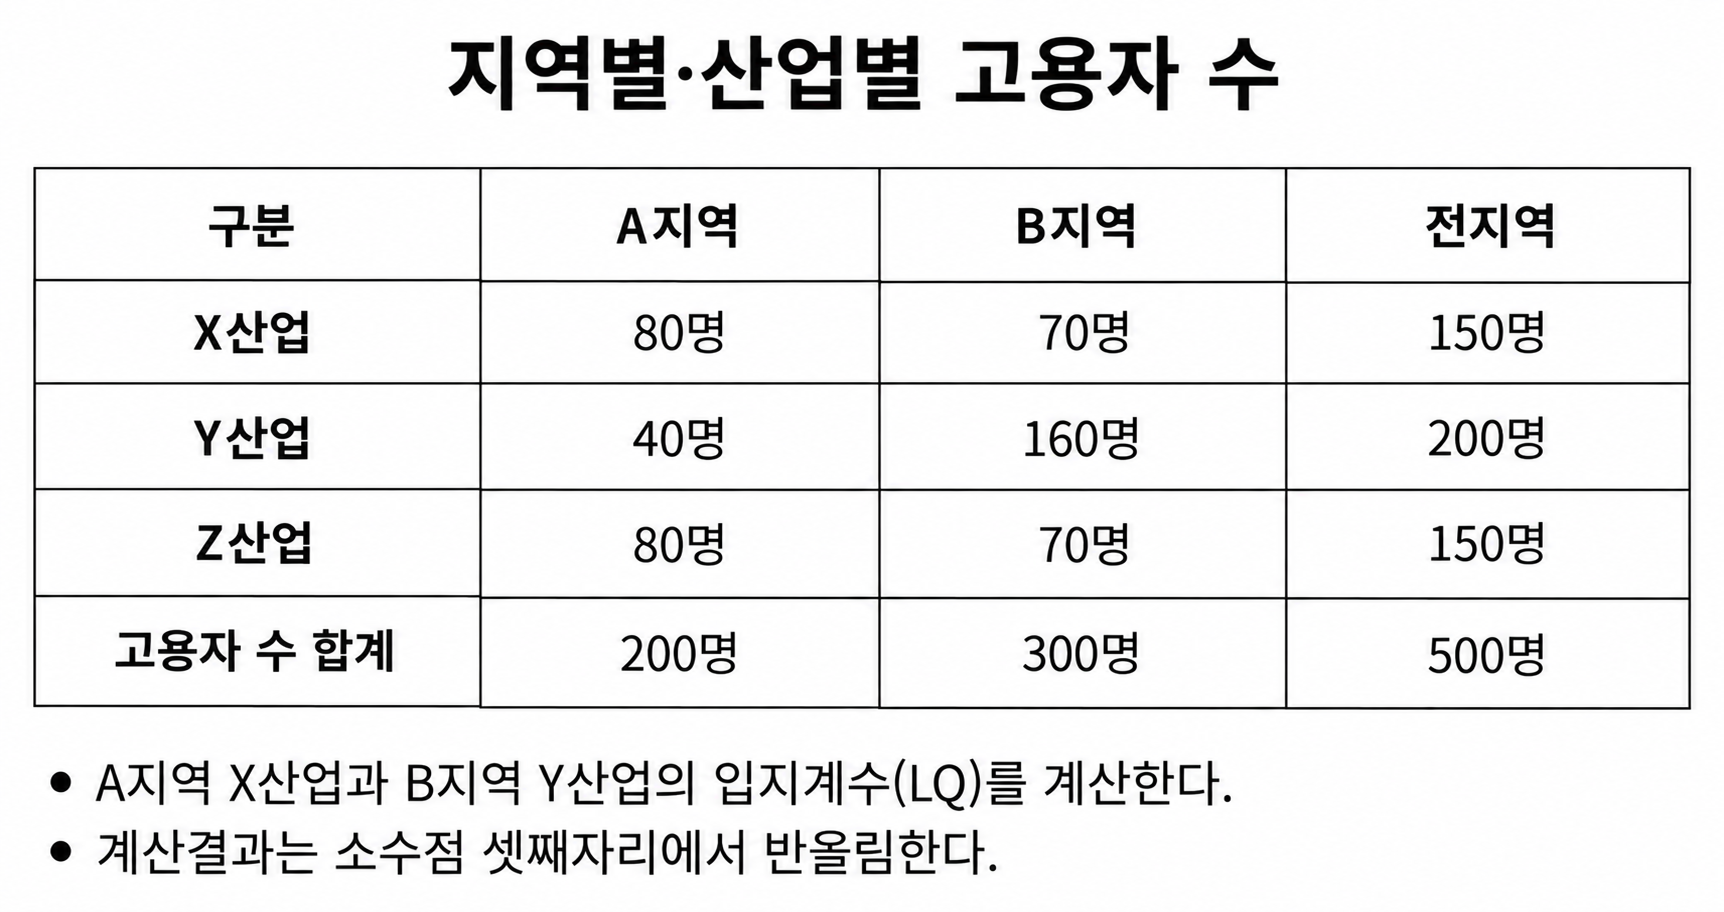 지역별·산업별 고용자 수
구분 A지역 B지역 전지역
X산업 80명 70명 150명
Y산업 40명 160명 200명
Z산업 80명 70명 150명
고용자 수 합계 200명 300명 500명
● A지역 X산업과 B지역 Y산업의 입지계수(LQ)를 계산한다.
● 계산결과는 소수점 셋째자리에서 반올림한다.